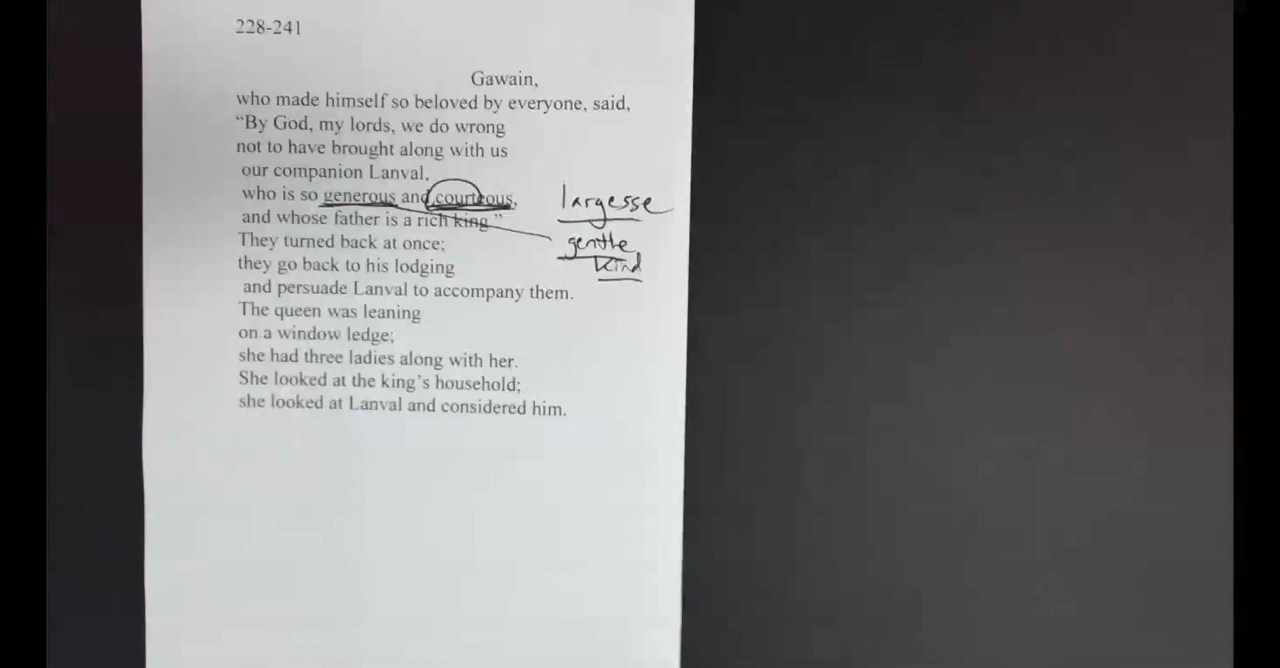 228-241
Gawain,
who made himself so beloved by everyone, said,
“By God, my lords, we do wrong
not to have brought along with us
our companion Lanval,
who is so generous and courteous, largesse
and whose father is a rich king.”
They turned back at once; gentle
they go back to his lodging kind
and persuade Lanval to accompany them.
The queen was leaning
on a window ledge;
she had three ladies along with her.
She looked at the king’s household;
she looked at Lanval and considered him.